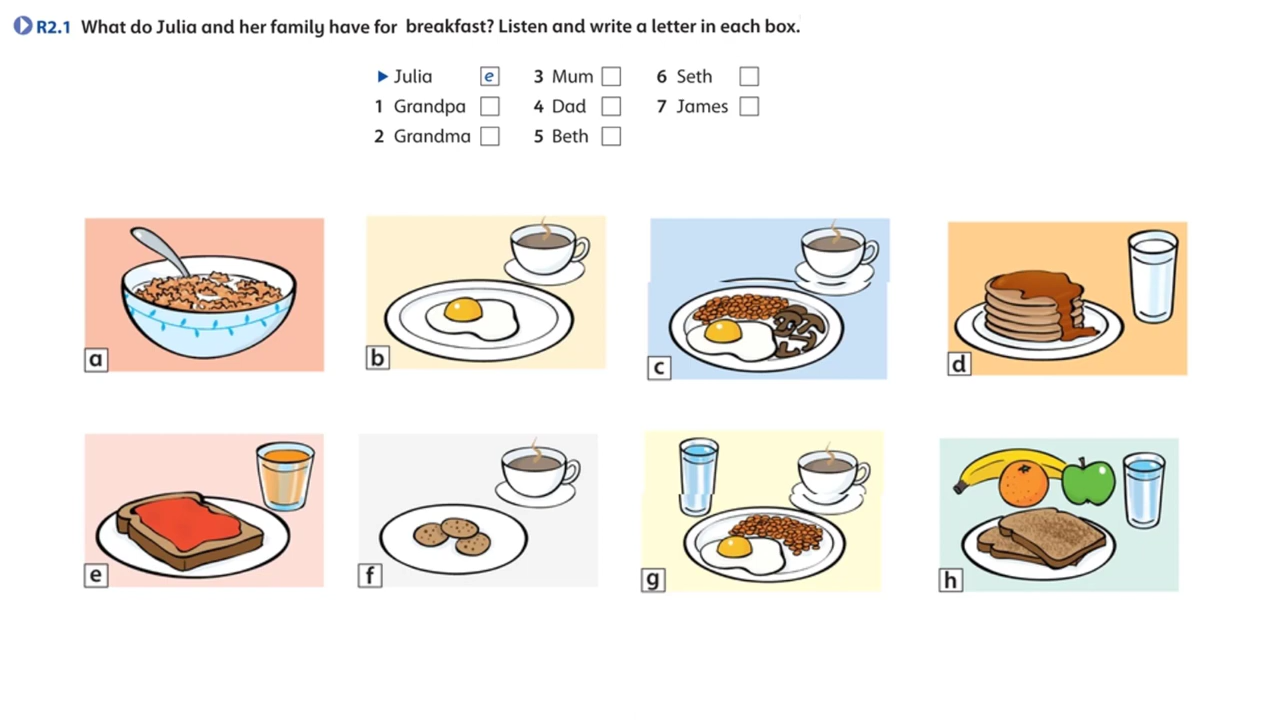 R2.1 What do Julia and her family have for breakfast? Listen and write a letter in each box.
Julia e 3 Mum 6 Seth
1 Grandpa 4 Dad 7 James
2 Grandma 5 Beth
a b c d
e f g h